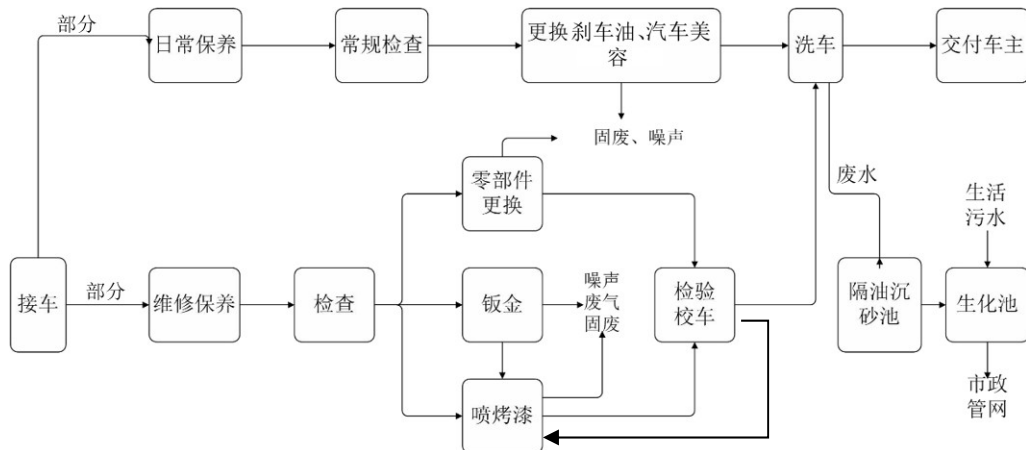 部分
日常保养
常规检查
更换刹车油、汽车美
容
洗车
交付车主
固废、噪声
零部件
更换
废水
生活
污水
接车
部分
维修保养
检查
钣金
噪声
废气
固废
检验
校车
隔油沉
砂池
生化池
喷烤漆
市政
管网